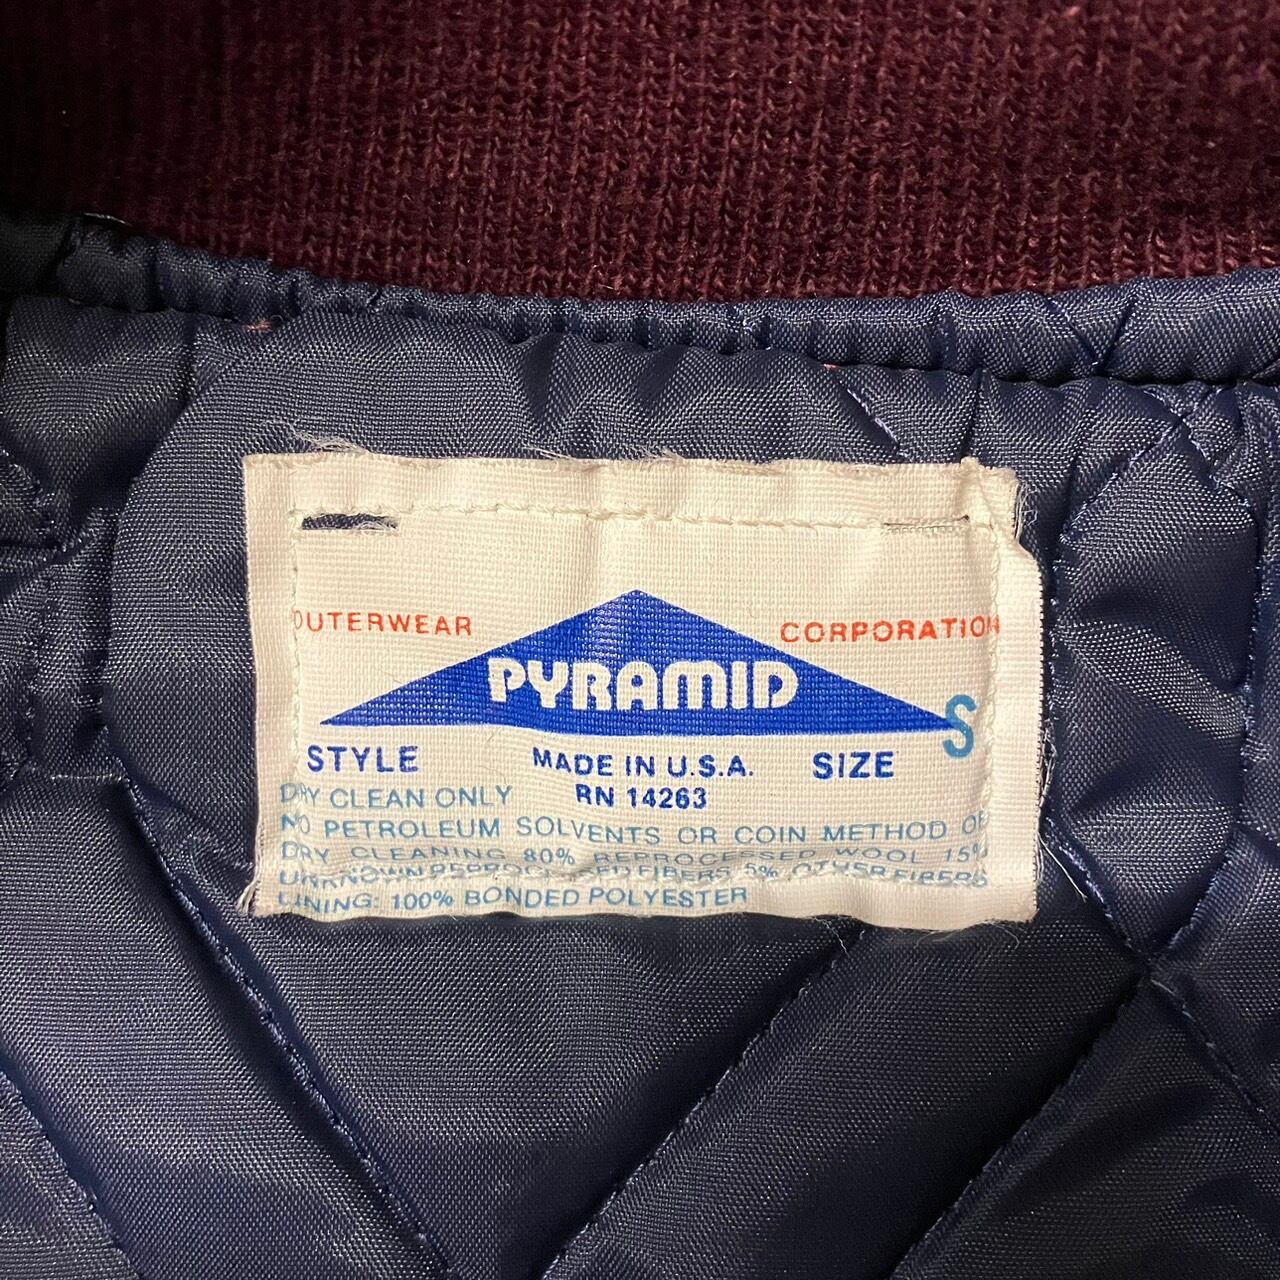 OUTERWEAR CORPORATION
PYRAMID
S
STYLE MADE IN U.S.A. SIZE
DRY CLEAN ONLY RN 14263
NO PETROLEUM SOLVENTS OR COIN METHOD OF
DRY CLEANING 80% REPROCESSED WOOL 15%
UNKNOWN REPROCESSED FIBERS 5% OTHER FIBERS
LINING: 100% BONDED POLYESTER